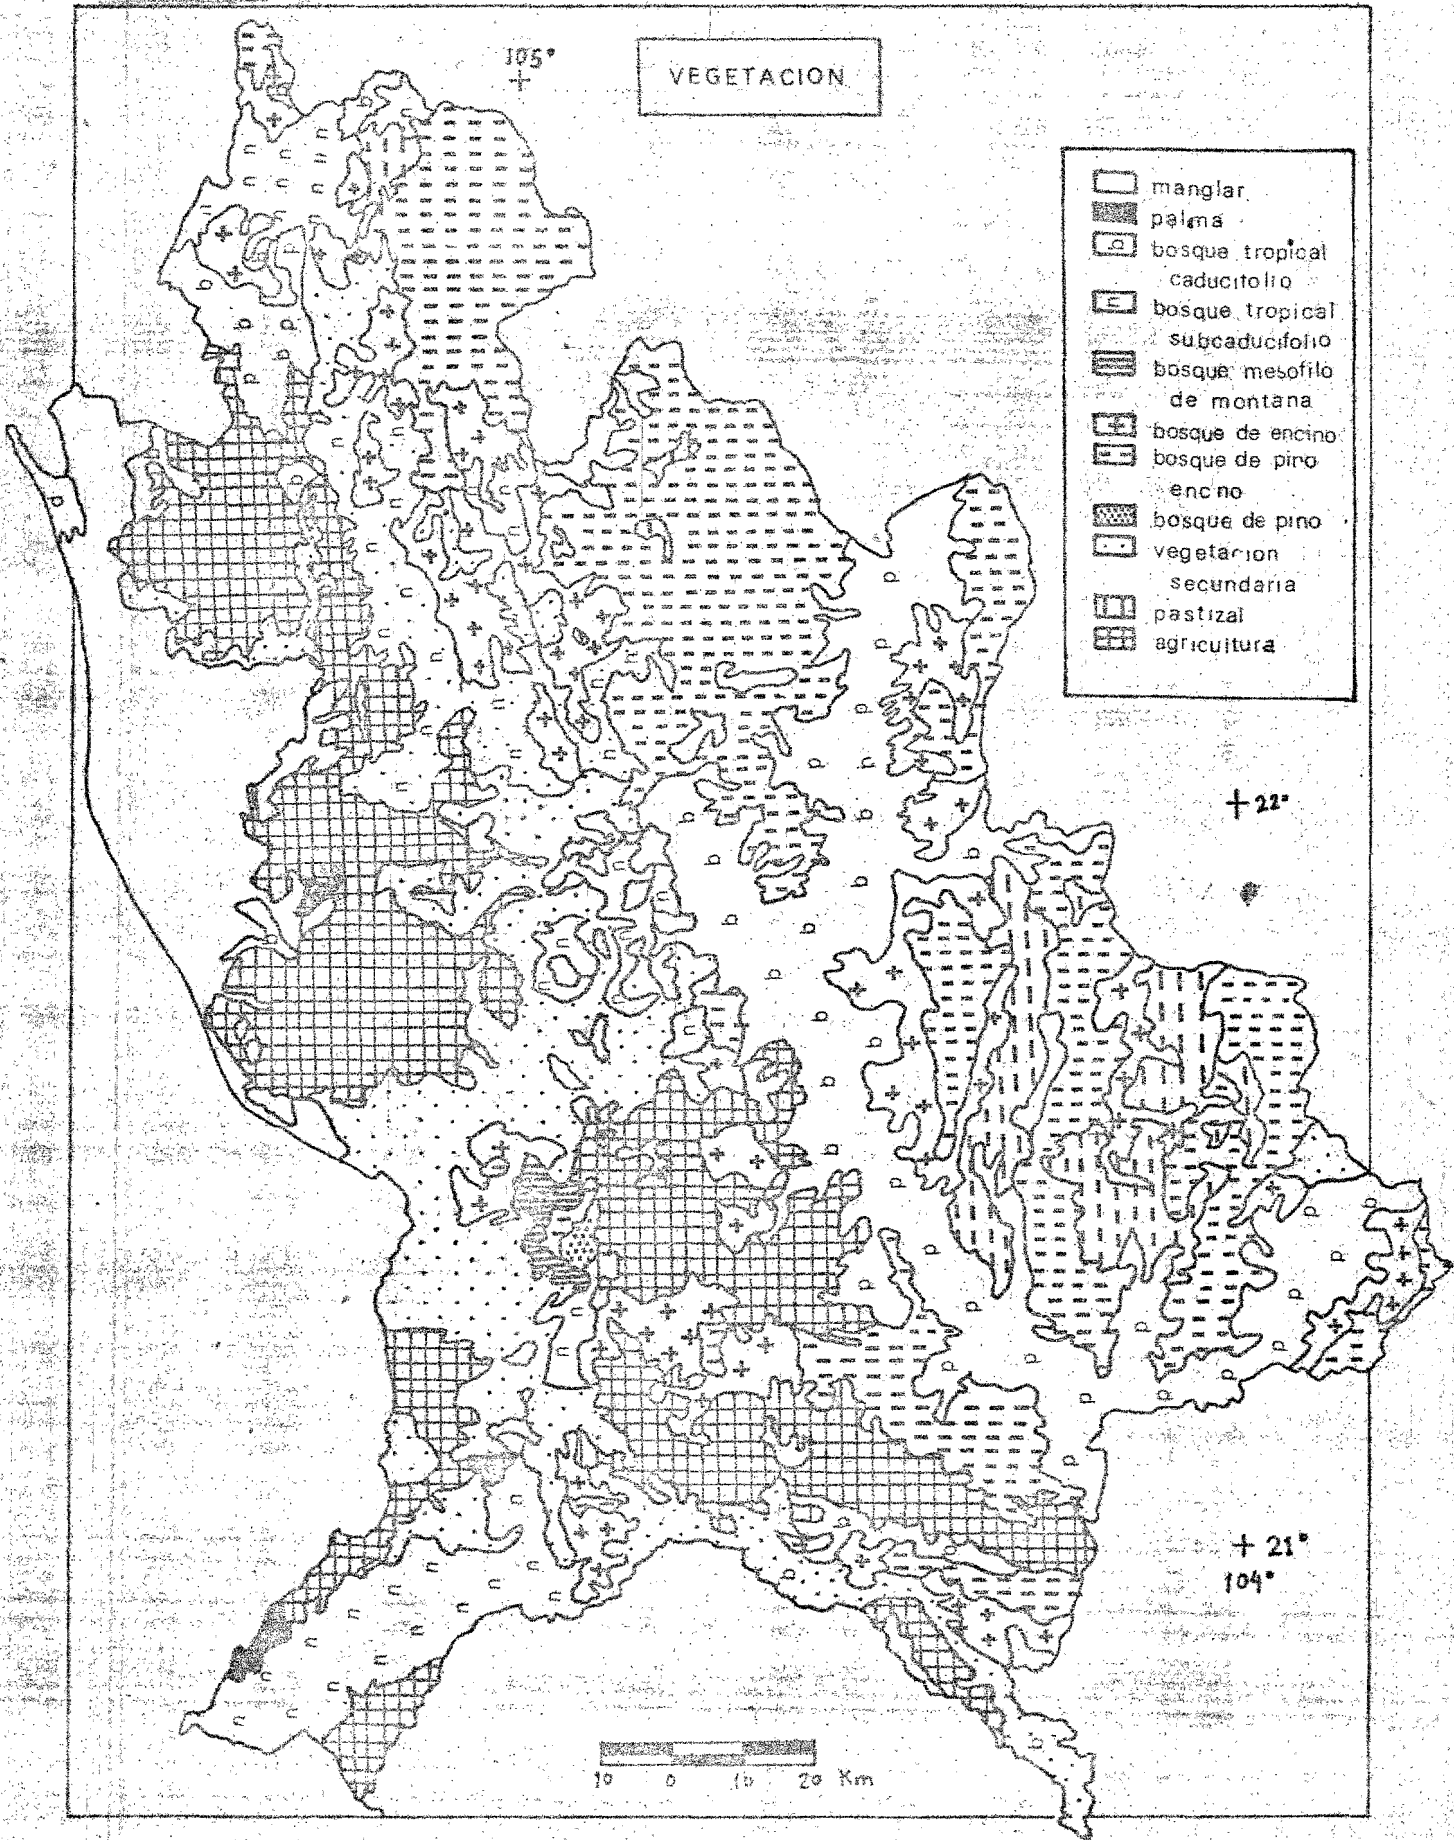 105°
VEGETACION
manglar
palma
bosque tropical
caducifolio
bosque tropical
subcaducifolio
bosque mesofilo
de montana
bosque de encino
bosque de pino
encino
bosque de pino
vegetacion
secundaria
pastizal
agricultura
22°
21°
104°
10 0 10 20 Km